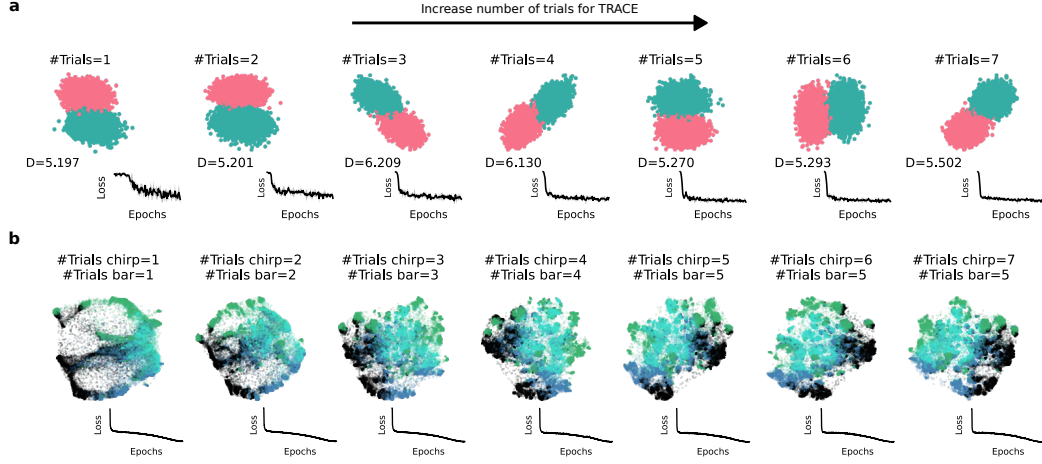 a
Increase number of trials for TRACE
#Trials=1 #Trials=2 #Trials=3 #Trials=4 #Trials=5 #Trials=6 #Trials=7
D=5.197 D=5.201 D=6.209 D=6.130 D=5.270 D=5.293 D=5.502
Loss Loss Loss Loss Loss Loss Loss
Epochs Epochs Epochs Epochs Epochs Epochs Epochs
b
#Trials chirp=1 #Trials chirp=2 #Trials chirp=3 #Trials chirp=4 #Trials chirp=5 #Trials chirp=6 #Trials chirp=7
#Trials bar=1 #Trials bar=2 #Trials bar=3 #Trials bar=4 #Trials bar=5 #Trials bar=5 #Trials bar=5
Loss Loss Loss Loss Loss Loss Loss
Epochs Epochs Epochs Epochs Epochs Epochs Epochs